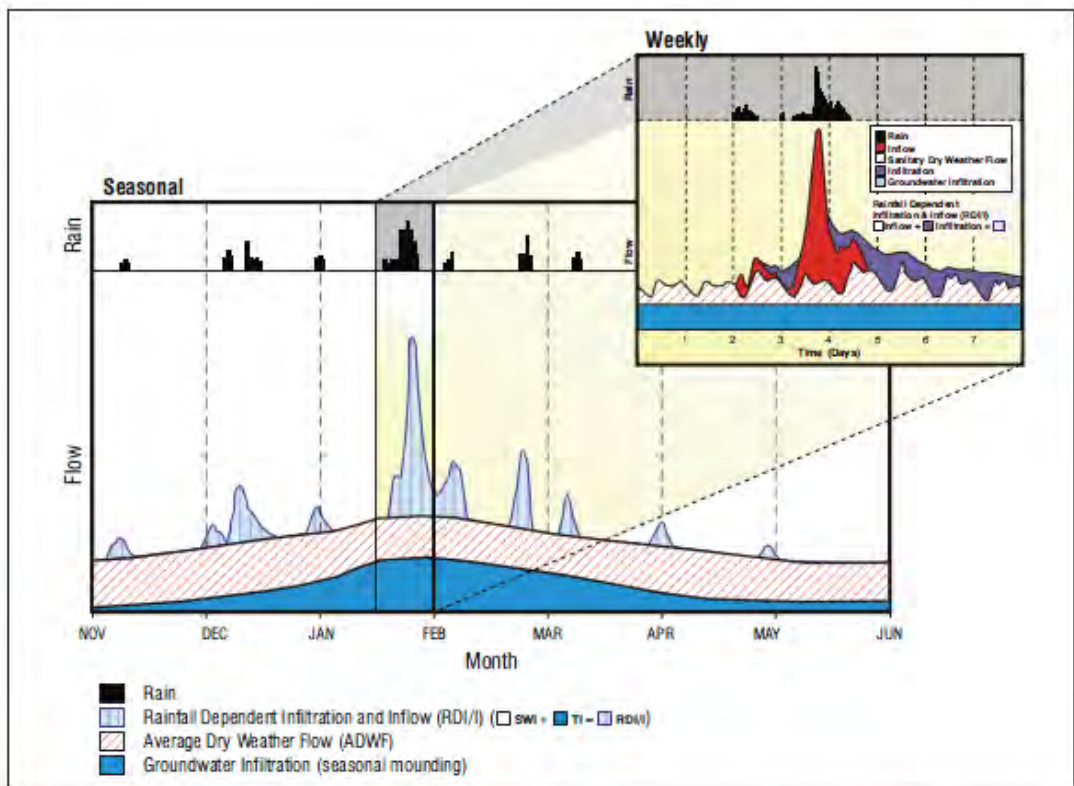 Weekly
Rain
Rain
Inflow
Sanitary Dry Weather Flow
Infiltration
Groundwater Infiltration
Rainfall Dependent
Infiltration & Inflow (RDI/I)
Inflow + Infiltration =
Flow
1 2 3 4 5 6 7
Time (Days)
Seasonal
Rain
Flow
NOV DEC JAN FEB MAR APR MAY JUN
Month
Rain
Rainfall Dependent Infiltration and Inflow (RDI/I) ( SWI + TI = RDI/I)
Average Dry Weather Flow (ADWF)
Groundwater Infiltration (seasonal mounding)